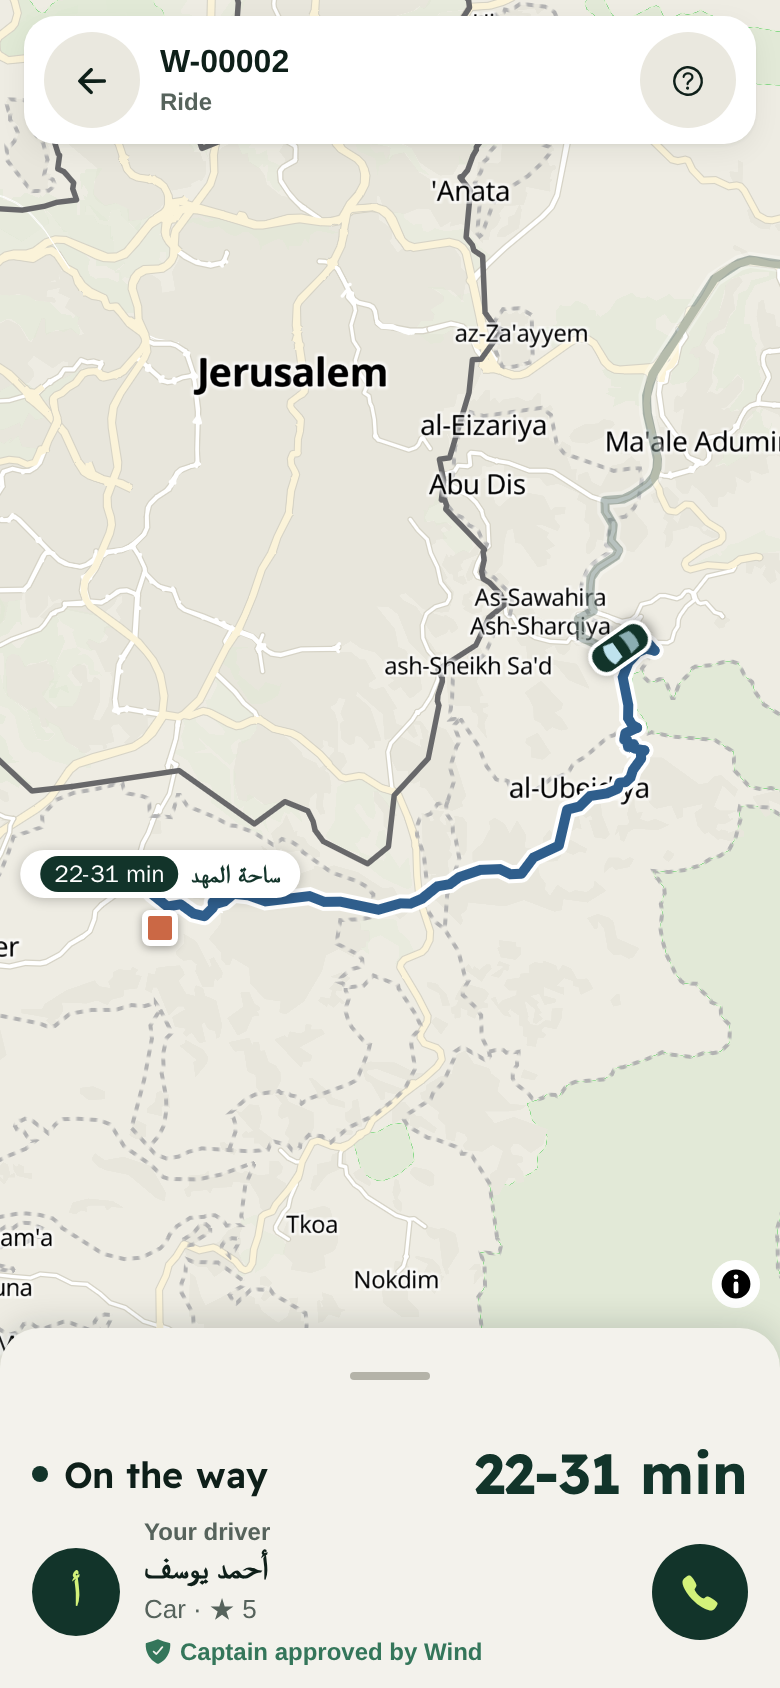 W-00002
Ride
'Anata
az-Za'ayyem
Jerusalem
al-Eizariya
Ma'ale Adumi
Abu Dis
As-Sawahira
Ash-Sharqiya
ash-Sheikh Sa'd
22-31 min ساحة المهد
er
Tkoa
am'a
Nokdim
una
On the way
22-31 min
Your driver
أ
أحمد يوسف
Car · ★ 5
Captain approved by Wind